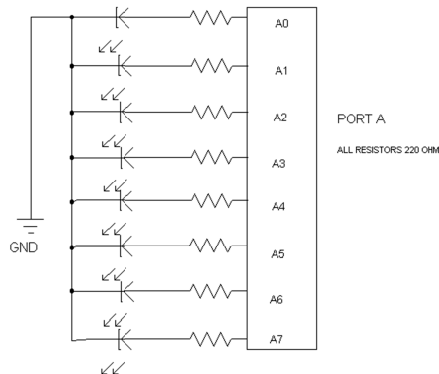 A0
A1
A2
PORT A
ALL RESISTORS 220 OHM
A3
A4
GND
A5
A6
A7